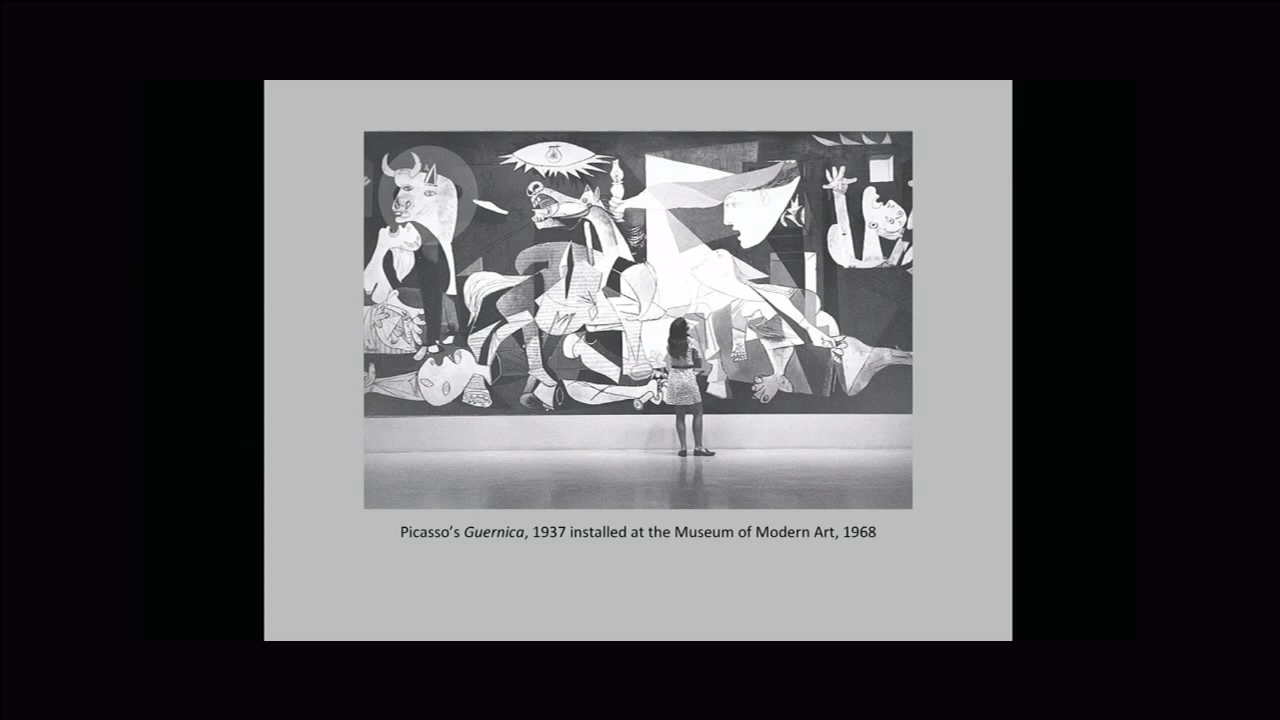 Picasso’s Guernica, 1937 installed at the Museum of Modern Art, 1968